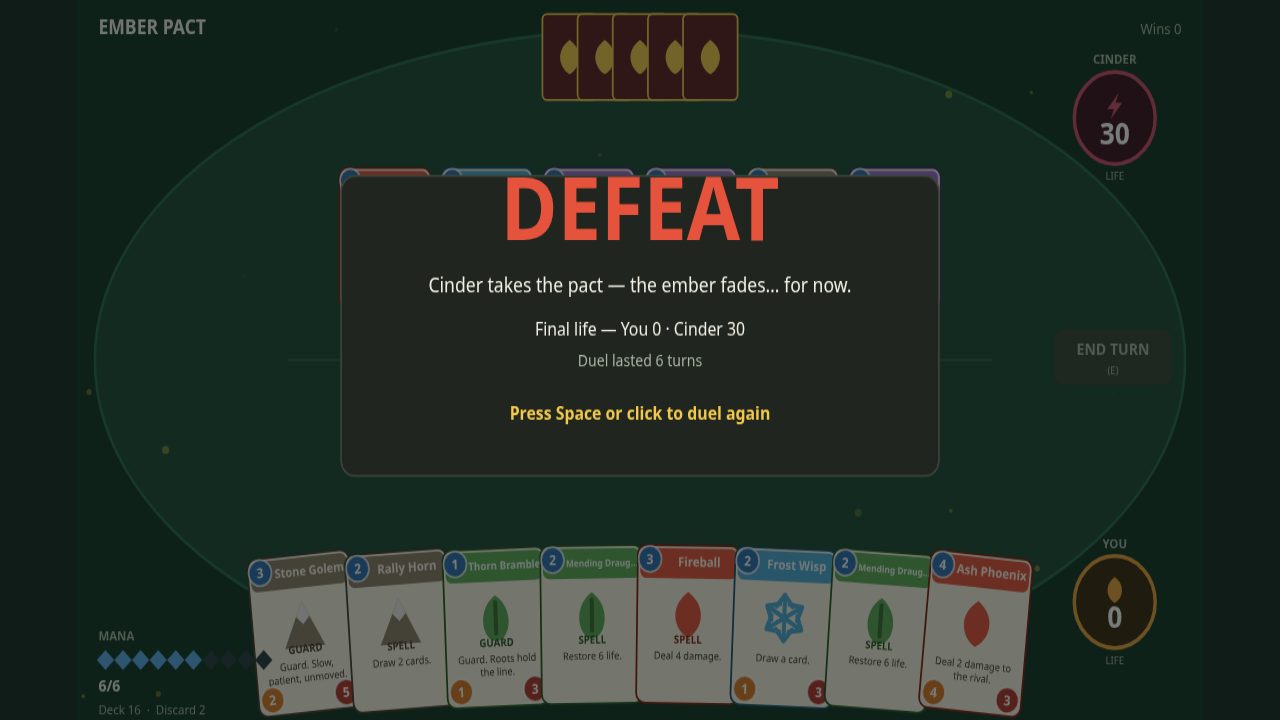 EMBER PACT
Wins 0
CINDER
30
LIFE
DEFEAT
Cinder takes the pact — the ember fades... for now.
Final life — You 0 · Cinder 30
Duel lasted 6 turns
Press Space or click to duel again
END TURN
(E)
YOU
0
LIFE
MANA
6/6
Deck 16 · Discard 2
3 Stone Golem
GUARD
Guard. Slow,
patient, unmoved.
2 5
2 Rally Horn
SPELL
Draw 2 cards.
1 Thorn Bramble
GUARD
Guard. Roots hold
the line.
1 3
2 Mending Draug...
SPELL
Restore 6 life.
3 Fireball
SPELL
Deal 4 damage.
2 Frost Wisp
Draw a card.
1 3
2 Mending Draug...
SPELL
Restore 6 life.
4 Ash Phoenix
Deal 2 damage to
the rival.
4 3